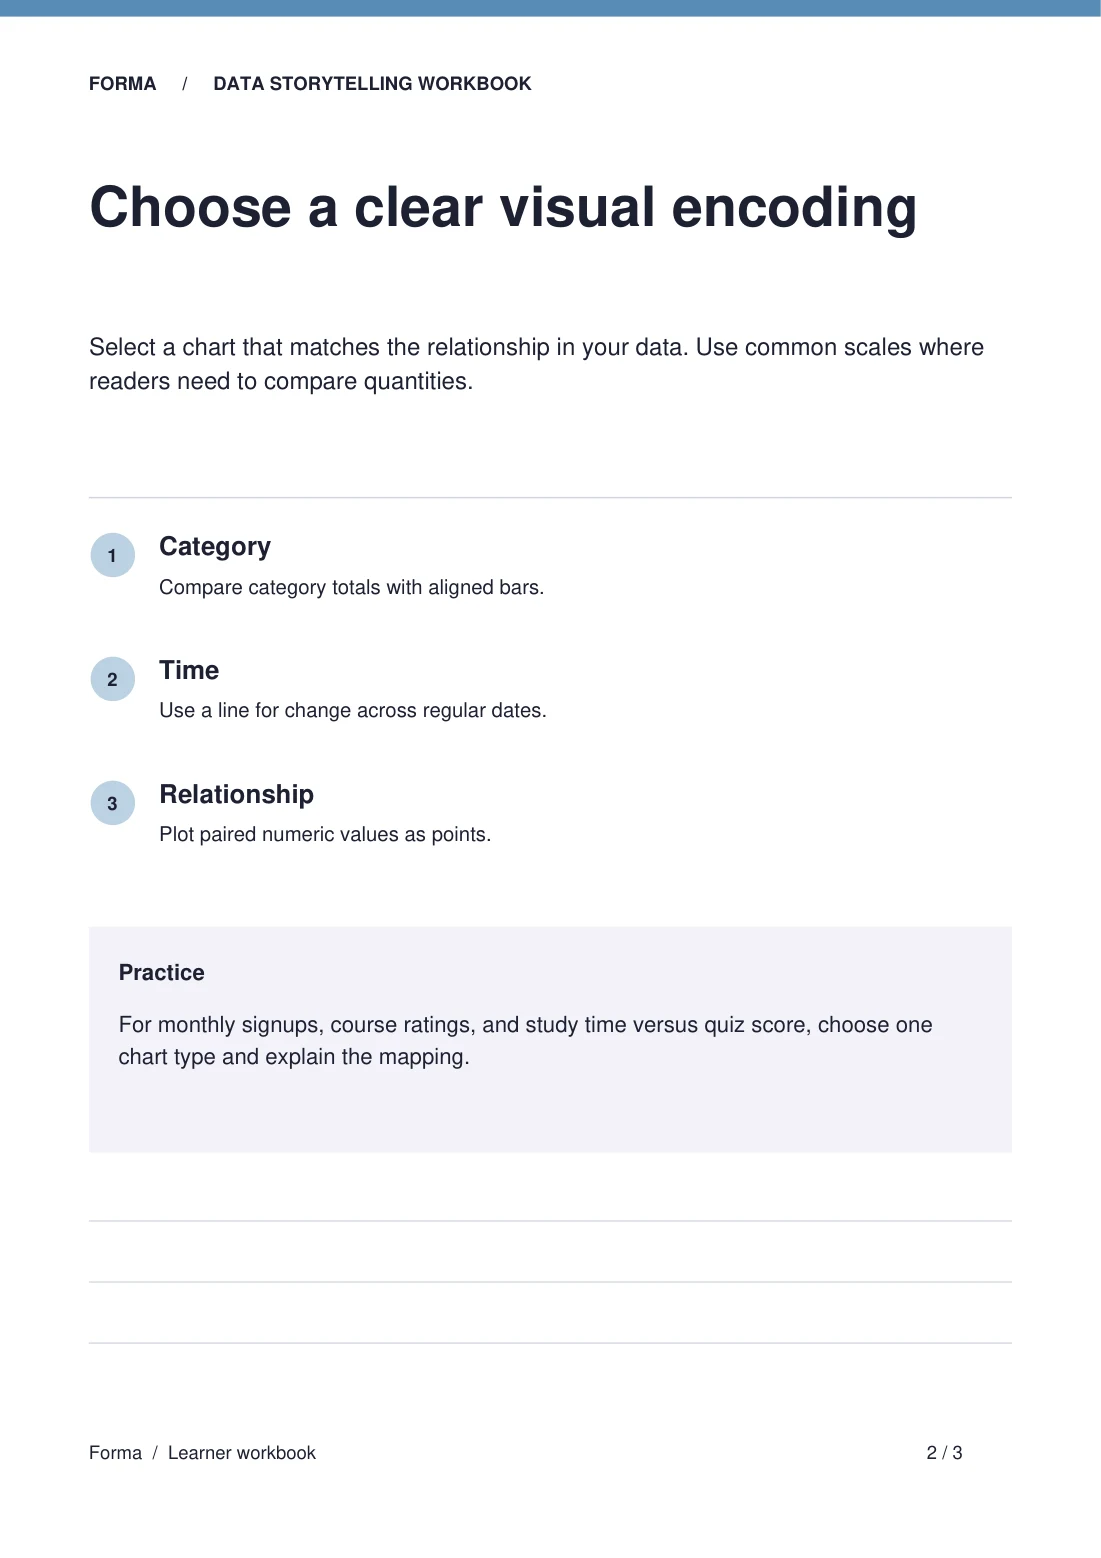 FORMA / DATA STORYTELLING WORKBOOK
Choose a clear visual encoding
Select a chart that matches the relationship in your data. Use common scales where
readers need to compare quantities.
1 Category
Compare category totals with aligned bars.
2 Time
Use a line for change across regular dates.
3 Relationship
Plot paired numeric values as points.
Practice
For monthly signups, course ratings, and study time versus quiz score, choose one
chart type and explain the mapping.
Forma / Learner workbook 2 / 3